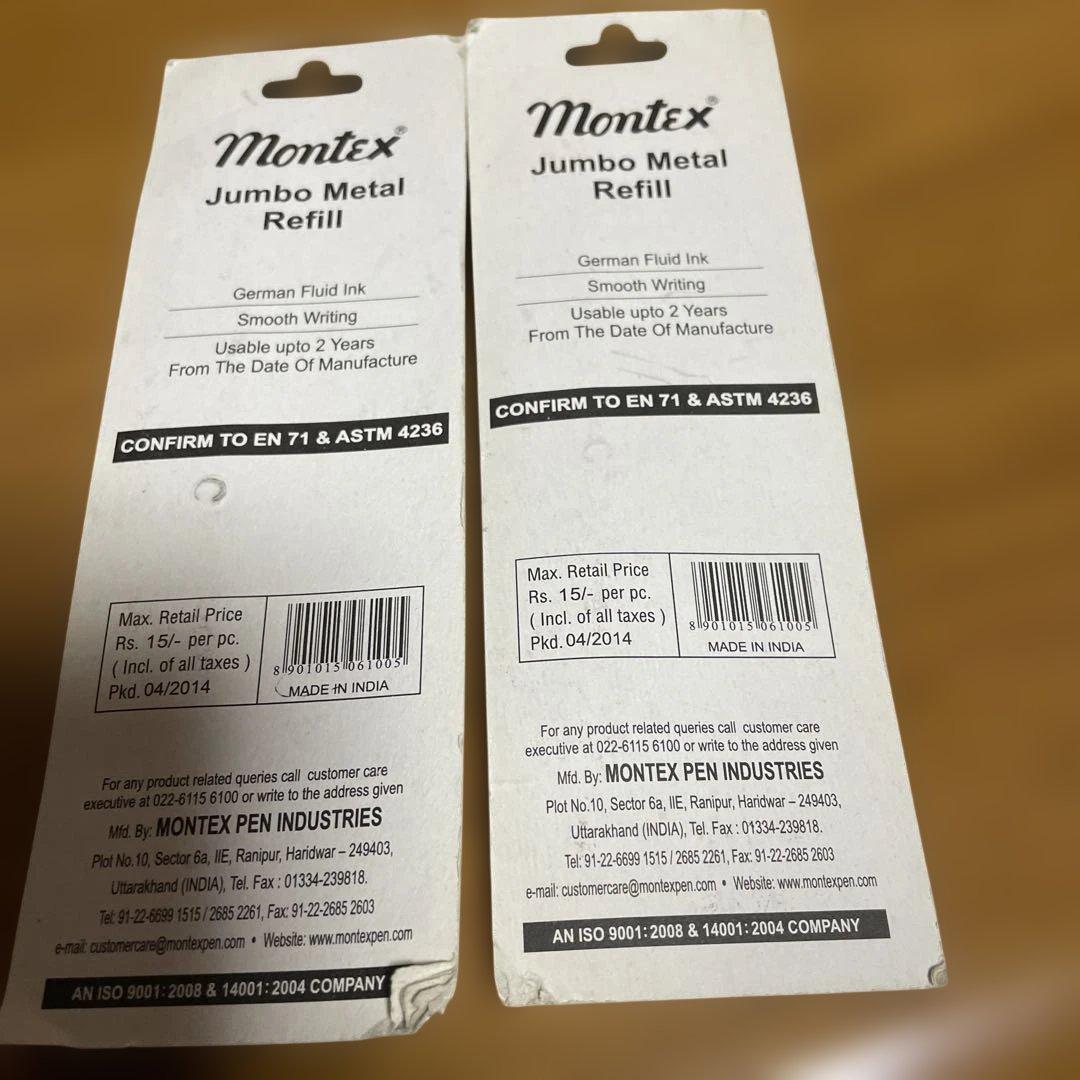 Montex®
Jumbo Metal
Refill
German Fluid Ink
Smooth Writing
Usable upto 2 Years
From The Date Of Manufacture
CONFIRM TO EN 71 & ASTM 4236
Max. Retail Price
Rs. 15/- per pc.
( Incl. of all taxes )
Pkd. 04/2014
8 901015 061005
MADE IN INDIA
For any product related queries call customer care
executive at 022-6115 6100 or write to the address given
Mfd. By: MONTEX PEN INDUSTRIES
Plot No.10, Sector 6a, IIE, Ranipur, Haridwar – 249403,
Uttarakhand (INDIA), Tel. Fax : 01334-239818.
Tel: 91-22-6699 1515 / 2685 2261, Fax: 91-22-2685 2603
e-mail: customercare@montexpen.com • Website: www.montexpen.com
AN ISO 9001:2008 & 14001:2004 COMPANY
Montex®
Jumbo Metal
Refill
German Fluid Ink
Smooth Writing
Usable upto 2 Years
From The Date Of Manufacture
CONFIRM TO EN 71 & ASTM 4236
Max. Retail Price
Rs. 15/- per pc.
( Incl. of all taxes )
Pkd. 04/2014
8 901015 061005
MADE IN INDIA
For any product related queries call customer care
executive at 022-6115 6100 or write to the address given
Mfd. By: MONTEX PEN INDUSTRIES
Plot No.10, Sector 6a, IIE, Ranipur, Haridwar – 249403,
Uttarakhand (INDIA), Tel. Fax : 01334-239818.
Tel: 91-22-6699 1515 / 2685 2261, Fax: 91-22-2685 2603
e-mail: customercare@montexpen.com • Website: www.montexpen.com
AN ISO 9001:2008 & 14001:2004 COMPANY